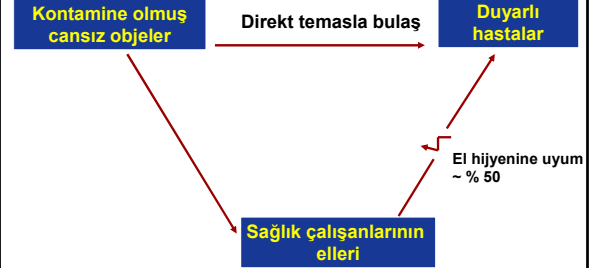 Kontamine olmuş
cansız objeler
Direkt temasla bulaş
Duyarlı
hastalar
El hijyenine uyum
~ % 50
Sağlık çalışanlarının
elleri